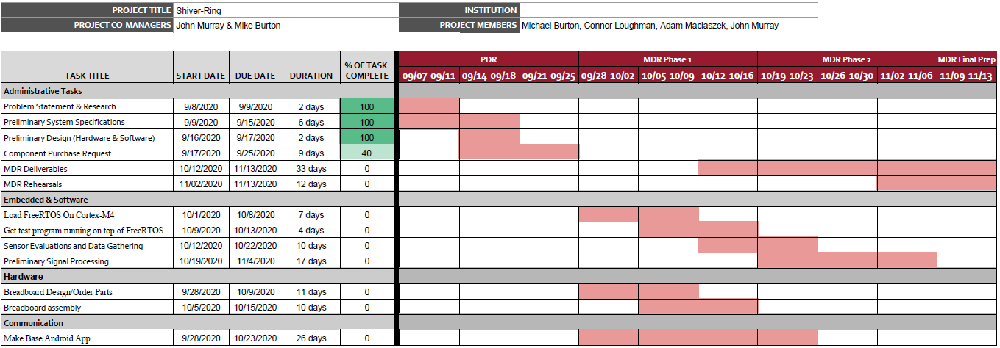 PROJECT TITLE Shiver-Ring INSTITUTION
PROJECT CO-MANAGERS John Murray & Mike Burton PROJECT MEMBERS Michael Burton, Connor Loughman, Adam Maciaszek, John Murray
PDR MDR Phase 1 MDR Phase 2 MDR Final Prep
TASK TITLE START DATE DUE DATE DURATION % OF TASK COMPLETE 09/07-09/11 09/14-09/18 09/21-09/25 09/28-10/02 10/05-10/09 10/12-10/16 10/19-10/23 10/26-10/30 11/02-11/06 11/09-11/13
Administrative Tasks
Problem Statement & Research 9/8/2020 9/9/2020 2 days 100
Preliminary System Specifications 9/9/2020 9/15/2020 6 days 100
Preliminary Design (Hardware & Software) 9/16/2020 9/17/2020 2 days 100
Component Purchase Request 9/17/2020 9/25/2020 9 days 40
MDR Deliverables 10/12/2020 11/13/2020 33 days 0
MDR Rehearsals 11/02/2020 11/13/2020 12 days 0
Embedded & Software
Load FreeRTOS On Cortex-M4 10/1/2020 10/8/2020 7 days 0
Get test program running on top of FreeRTOS 10/9/2020 10/13/2020 4 days 0
Sensor Evaluations and Data Gathering 10/12/2020 10/22/2020 10 days 0
Preliminary Signal Processing 10/19/2020 11/4/2020 17 days 0
Hardware
Breadboard Design/Order Parts 9/28/2020 10/9/2020 11 days 0
Breadboard assembly 10/5/2020 10/15/2020 10 days 0
Communication
Make Base Android App 9/28/2020 10/23/2020 26 days 0